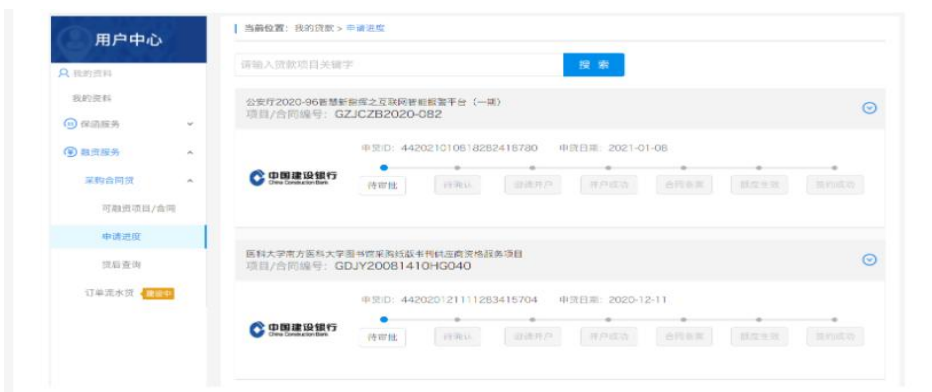 用户中心
当前位置： 我的贷款 > 申请进度
请输入贷款项目关键字
搜 索
我的资料
我的资料
保函服务
融资服务
采购合同贷
可融资项目/合同
申请进度
贷后查询
订单流水贷 建设中
公安厅2020-96智慧新指挥之互联网智能报警平台（一期）
项目/合同编号： GZJCZB2020-082
申贷ID: 申贷日期: 2021-01-08
中国建设银行
China Construction Bank
待审批 待确认 邀请开户 开户成功 合同备案 额度生效 签约成功
医科大学南方医科大学图书馆采购纸版书刊供应商资格服务项目
项目/合同编号： GDJY20081410HG040
申贷ID: 申贷日期: 2020-12-11
中国建设银行
China Construction Bank
待审批 待确认 邀请开户 开户成功 合同备案 额度生效 签约成功